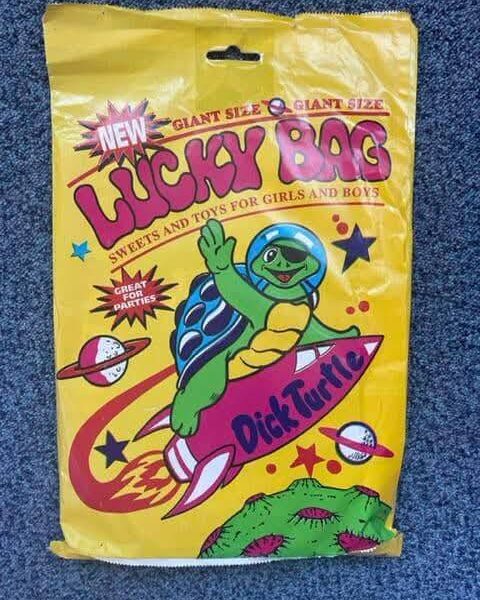 NEW
GIANT SIZE GIANT SIZE
LUCKY BAG
SWEETS AND TOYS FOR GIRLS AND BOYS
GREAT
FOR
PARTIES
Dick Turtle